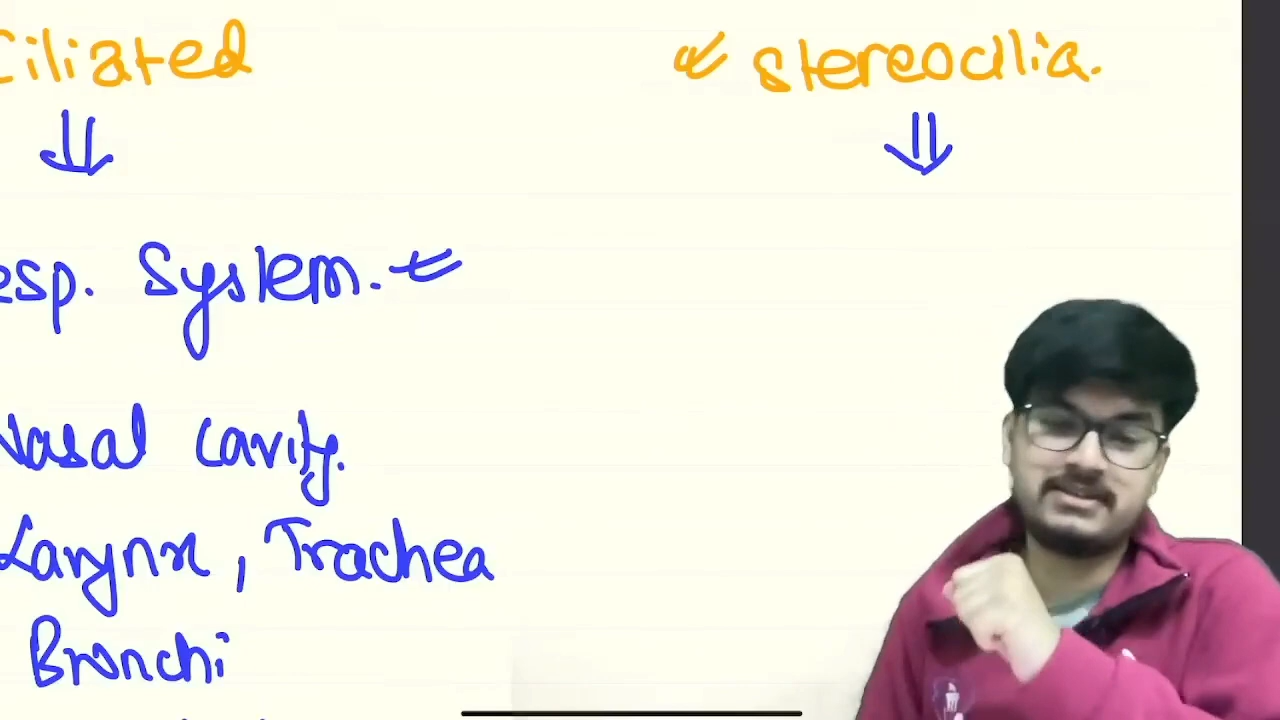 Ciliated
stereocilia.
esp. System.
Nasal cavity.
Larynx, Trachea
Bronchi